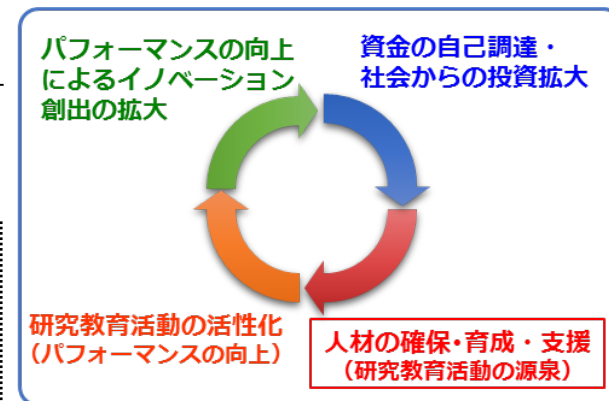 パフォーマンスの向上
によるイノベーション
創出の拡大
資金の自己調達・
社会からの投資拡大
研究教育活動の活性化
（パフォーマンスの向上）
人材の確保・育成・支援
（研究教育活動の源泉）